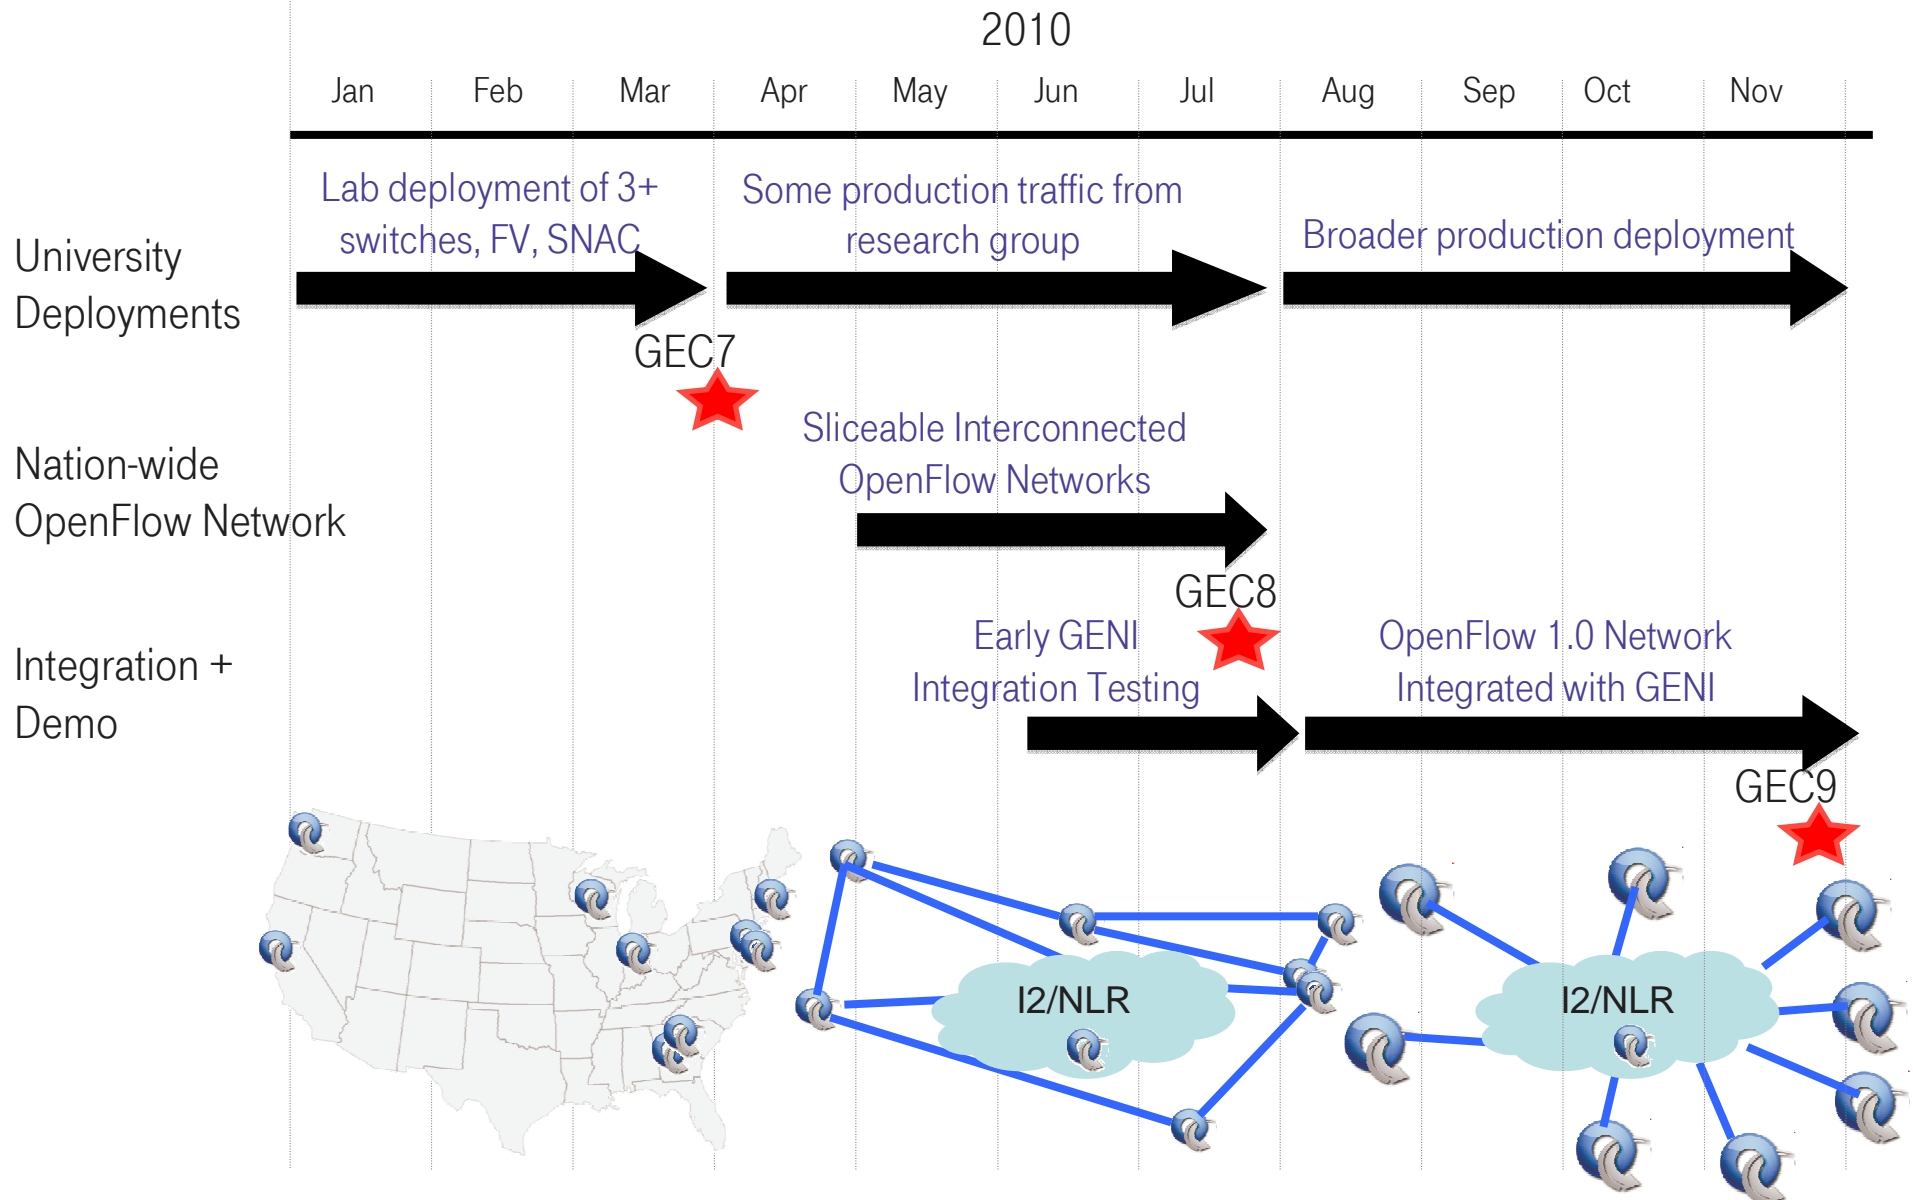 2010
Jan Feb Mar Apr May Jun Jul Aug Sep Oct Nov
University
Deployments
Lab deployment of 3+
switches, FV, SNAC
Some production traffic from
research group
Broader production deployment
GEC7
Nation-wide
OpenFlow Network
Sliceable Interconnected
OpenFlow Networks
GEC8
Integration +
Demo
Early GENI
Integration Testing
OpenFlow 1.0 Network
Integrated with GENI
GEC9
I2/NLR
I2/NLR